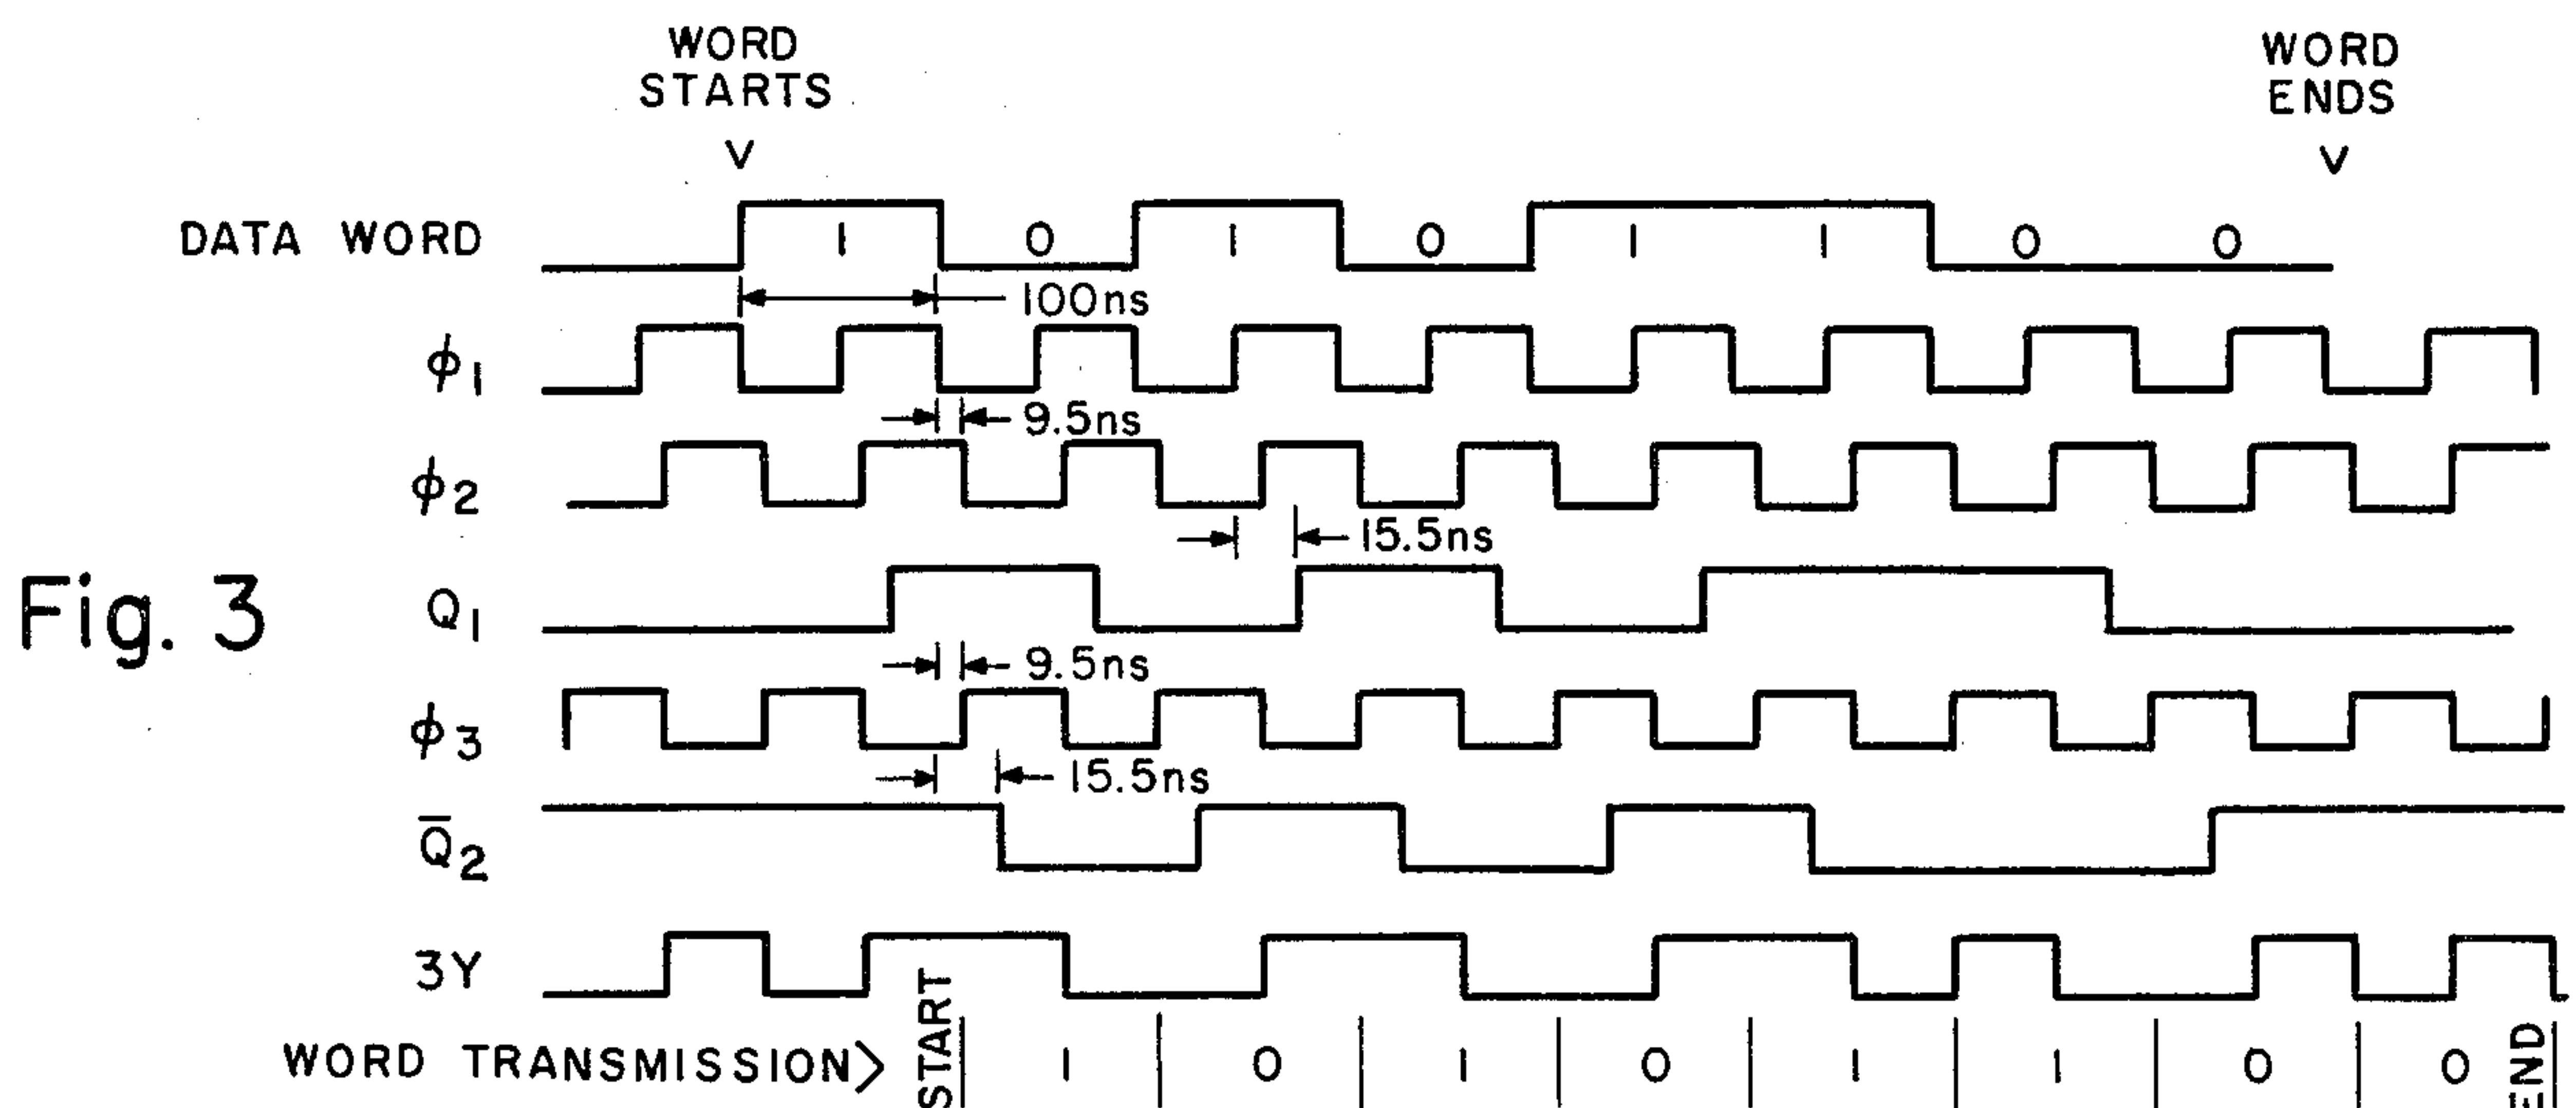 WORD STARTS
WORD ENDS
DATA WORD
1 0 1 0 1 1 0 0
100ns
ϕ1
9.5ns
ϕ2
15.5ns
Fig. 3
Q1
9.5ns
ϕ3
15.5ns
Q̅2
3Y
WORD TRANSMISSION> START 1 0 1 0 1 1 0 0 END